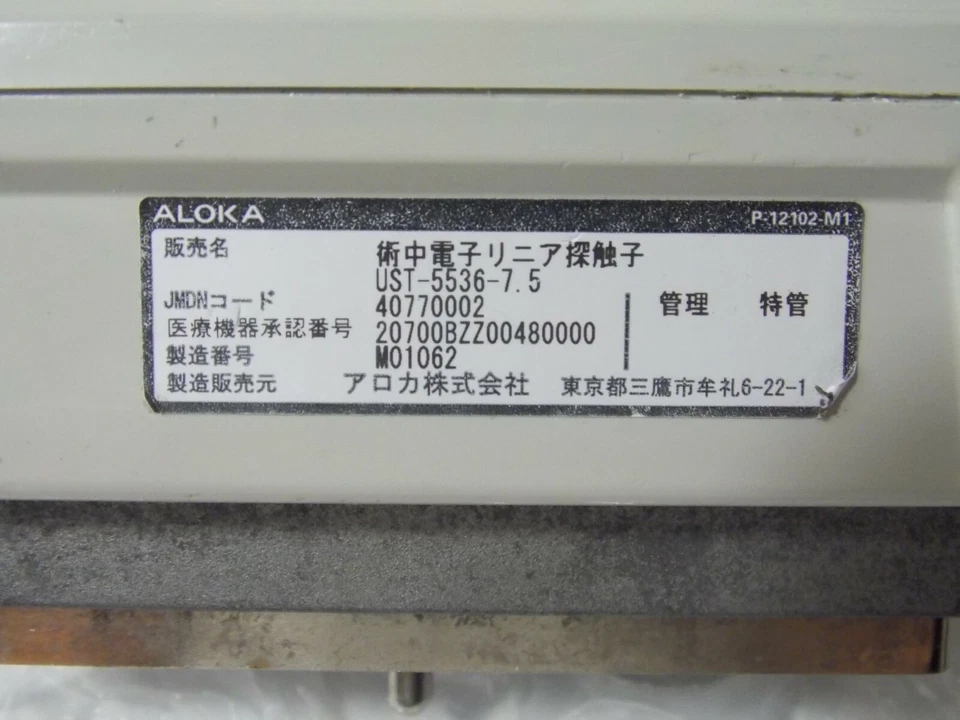 ALOKA P-12102-M1
販売名 術中電子リニア探触子
UST-5536-7.5
JMDNコード 40770002 管理 特管
医療機器承認番号 20700BZZ00480000
製造番号 M01062
製造販売元 アロカ株式会社 東京都三鷹市牟礼6-22-1